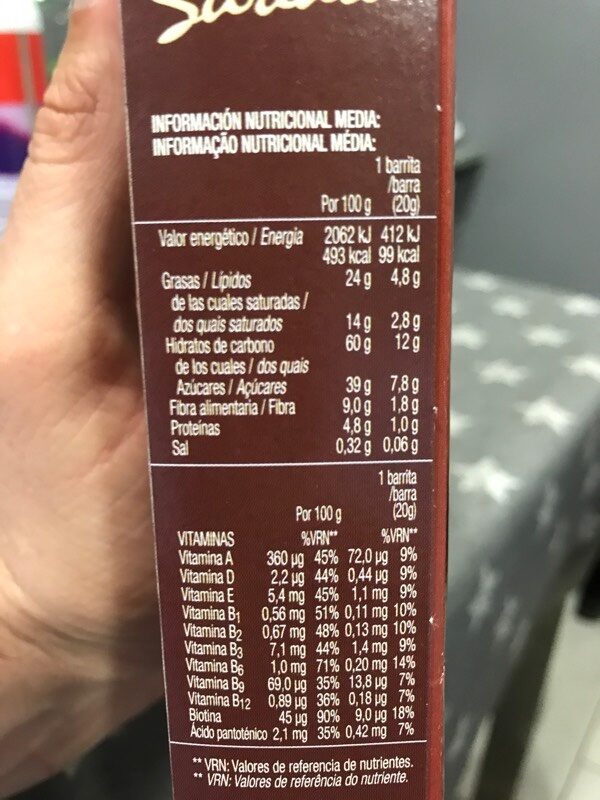 INFORMACIÓN NUTRICIONAL MEDIA:
INFORMAÇÃO NUTRICIONAL MÉDIA:
1 barrita
/barra
Por 100 g (20g)
Valor energético / Energia 2062 kJ 412 kJ
493 kcal 99 kcal
Grasas / Lípidos 24 g 4,8 g
de las cuales saturadas /
dos quais saturados 14 g 2,8 g
Hidratos de carbono 60 g 12 g
de los cuales / dos quais
Azúcares / Açúcares 39 g 7,8 g
Fibra alimentaria / Fibra 9,0 g 1,8 g
Proteínas 4,8 g 1,0 g
Sal 0,32 g 0,06 g
1 barrita
/barra
Por 100 g (20g)
VITAMINAS %VRN** %VRN**
Vitamina A 360 µg 45% 72,0 µg 9%
Vitamina D 2,2 µg 44% 0,44 µg 9%
Vitamina E 5,4 mg 45% 1,1 mg 9%
Vitamina B1 0,56 mg 51% 0,11 mg 10%
Vitamina B2 0,67 mg 48% 0,13 mg 10%
Vitamina B3 7,1 mg 44% 1,4 mg 9%
Vitamina B6 1,0 mg 71% 0,20 mg 14%
Vitamina B9 69,0 µg 35% 13,8 µg 7%
Vitamina B12 0,89 µg 36% 0,18 µg 7%
Biotina 45 µg 90% 9,0 µg 18%
Ácido pantoténico 2,1 mg 35% 0,42 mg 7%
** VRN: Valores de referencia de nutrientes.
** VRN: Valores de referência do nutriente.